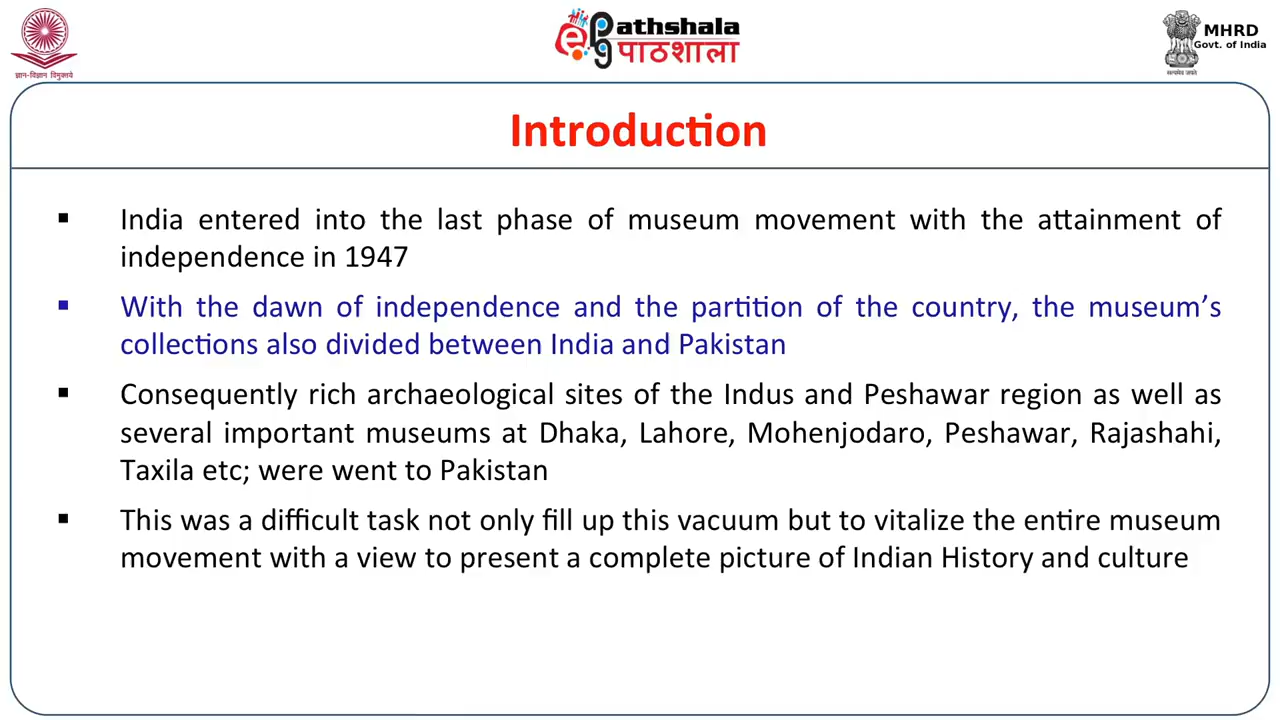 ज्ञान-विज्ञान विमुक्तये
ePathshala
पाठशाला
MHRD
Govt. of India
सत्यमेव जयते
Introduction
▪ India entered into the last phase of museum movement with the attainment of
independence in 1947
▪ With the dawn of independence and the partition of the country, the museum’s
collections also divided between India and Pakistan
▪ Consequently rich archaeological sites of the Indus and Peshawar region as well as
several important museums at Dhaka, Lahore, Mohenjodaro, Peshawar, Rajashahi,
Taxila etc; were went to Pakistan
▪ This was a difficult task not only fill up this vacuum but to vitalize the entire museum
movement with a view to present a complete picture of Indian History and culture